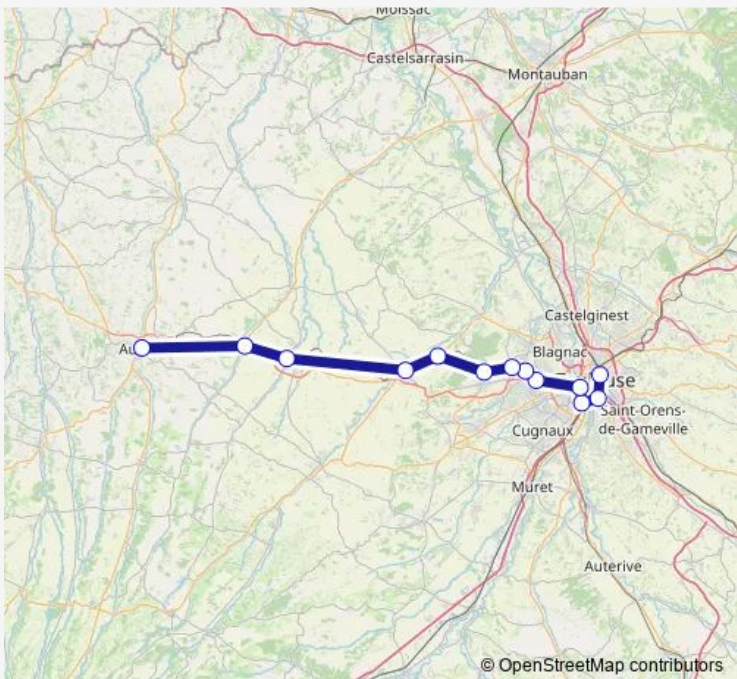 Moissac
Castelsarrasin
Montauban
Castelginest
Au
Blagnac
use
Saint-Orens-
de-Gameville
Cugnaux
Muret
Auterive
© OpenStreetMap contributors